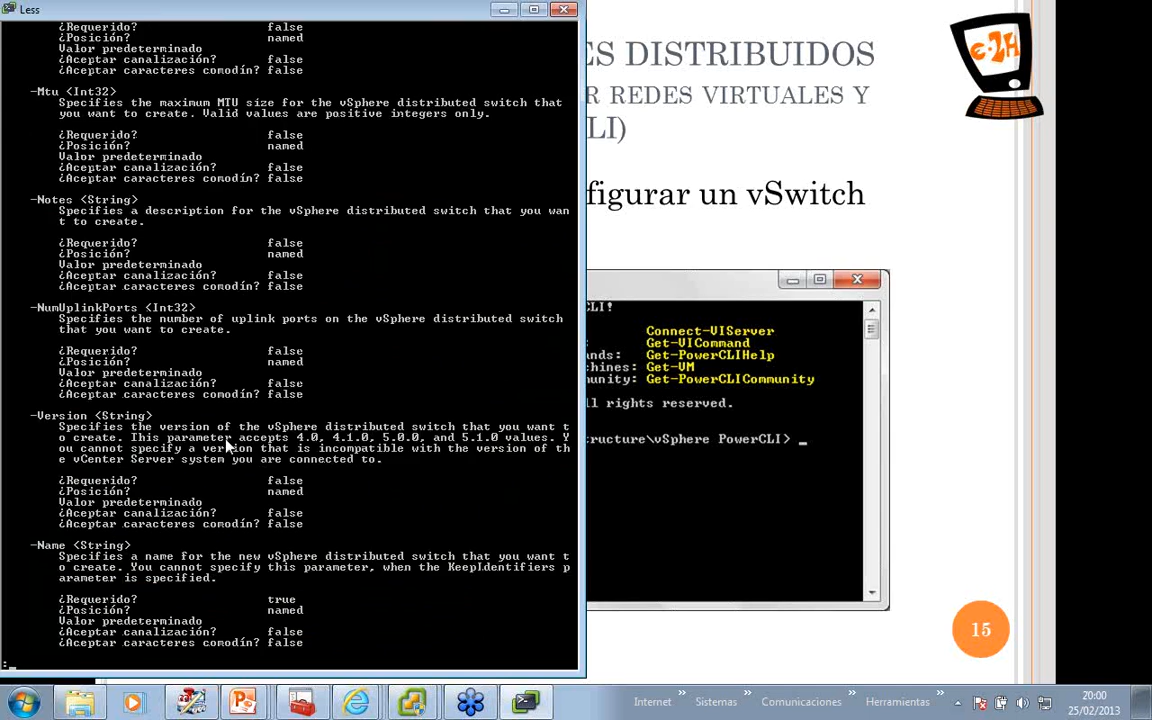 Less
¿Requerido? false
¿Posición? named
Valor predeterminado
¿Aceptar canalización? false
¿Aceptar caracteres comodín? false
-Mtu <Int32>
Specifies the maximum MTU size for the vSphere distributed switch that
you want to create. Valid values are positive integers only.
¿Requerido? false
¿Posición? named
Valor predeterminado
¿Aceptar canalización? false
¿Aceptar caracteres comodín? false
-Notes <String>
Specifies a description for the vSphere distributed switch that you wan
t to create.
¿Requerido? false
¿Posición? named
Valor predeterminado
¿Aceptar canalización? false
¿Aceptar caracteres comodín? false
-NumUplinkPorts <Int32>
Specifies the number of uplink ports on the vSphere distributed switch
that you want to create.
¿Requerido? false
¿Posición? named
Valor predeterminado
¿Aceptar canalización? false
¿Aceptar caracteres comodín? false
-Version <String>
Specifies the version of the vSphere distributed switch that you want t
o create. This parameter accepts 4.0, 4.1.0, 5.0.0, and 5.1.0 values. Y
ou cannot specify a version that is incompatible with the version of th
e vCenter Server system you are connected to.
¿Requerido? false
¿Posición? named
Valor predeterminado
¿Aceptar canalización? false
¿Aceptar caracteres comodín? false
-Name <String>
Specifies a name for the new vSphere distributed switch that you want t
o create. You cannot specify this parameter, when the KeepIdentifiers p
arameter is specified.
¿Requerido? true
¿Posición? named
Valor predeterminado
¿Aceptar canalización? false
¿Aceptar caracteres comodín? false
:
ES DISTRIBUIDOS
R REDES VIRTUALES Y
LI)
e-2H
figurar un vSwitch
CLI!
Connect-VIServer
: Get-VICommand
ands: Get-PowerCLIHelp
chines: Get-VM
munity: Get-PowerCLICommunity
ll rights reserved.
ructure\vSphere PowerCLI> _
15
Internet » Sistemas » Comunicaciones » Herramientas »
20:00
25/02/2013